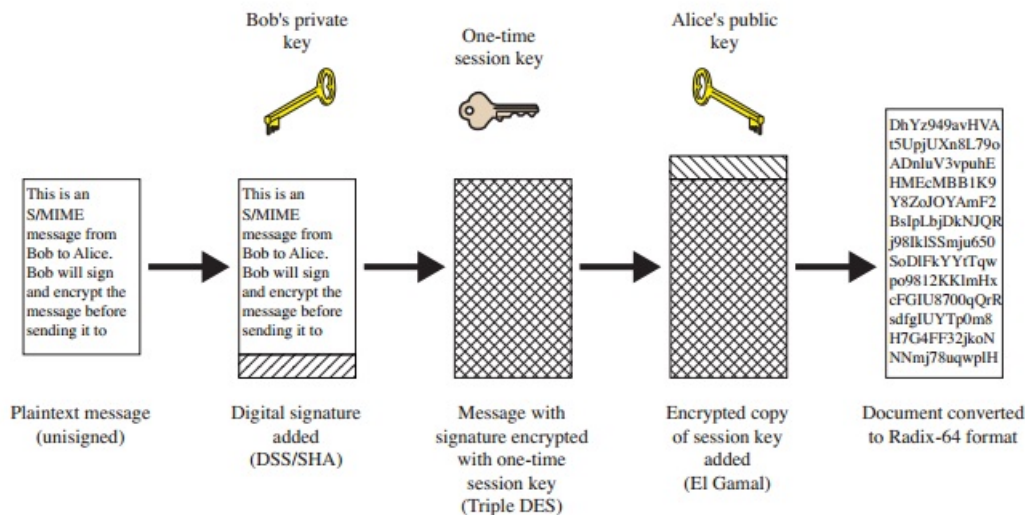 Bob's private
key
One-time
session key
Alice's public
key
This is an
S/MIME
message from
Bob to Alice.
Bob will sign
and encrypt the
message before
sending it to
This is an
S/MIME
message from
Bob to Alice.
Bob will sign
and encrypt the
message before
sending it to
DhYz949avHVA
t5UpjUXn8L79o
ADnluV3vpuhE
HMEcMBB1K9
Y8ZoJOYAmF2
BsIpLbjDkNJQR
j98IklSSmju650
SoDlFkYYtTqw
po9812KKlmHx
cFGIU8700qQrR
sdfgIUYTp0m8
H7G4FF32jkoN
NNmj78uqwplH
Plaintext message
(unisigned)
Digital signature
added
(DSS/SHA)
Message with
signature encrypted
with one-time
session key
(Triple DES)
Encrypted copy
of session key
added
(El Gamal)
Document converted
to Radix-64 format